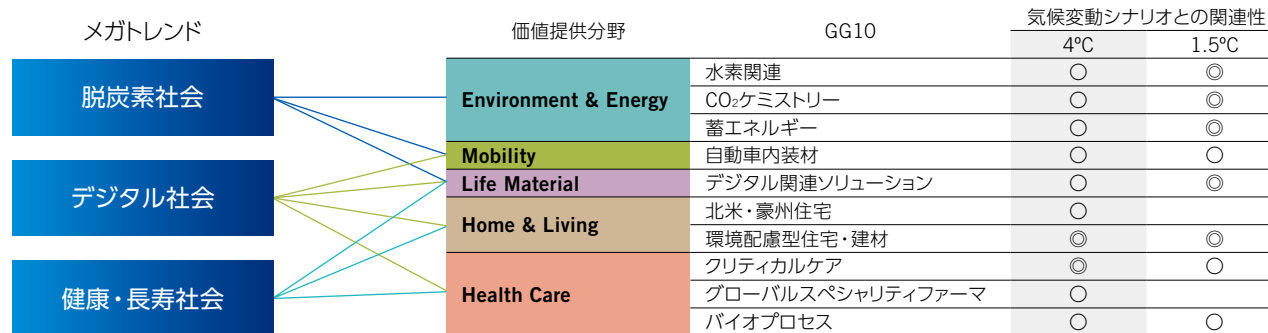 メガトレンド
脱炭素社会
デジタル社会
健康・長寿社会
価値提供分野 GG10 気候変動シナリオとの関連性
4℃ 1.5℃
Environment & Energy
水素関連 ○ ◎
CO₂ケミストリー ○ ◎
蓄エネルギー ○ ◎
Mobility 自動車内装材 ○ ○
Life Material デジタル関連ソリューション ○ ◎
Home & Living
北米・豪州住宅 ○
環境配慮型住宅・建材 ◎ ◎
Health Care
クリティカルケア ◎ ○
グローバルスペシャリティファーマ ○
バイオプロセス ○ ○